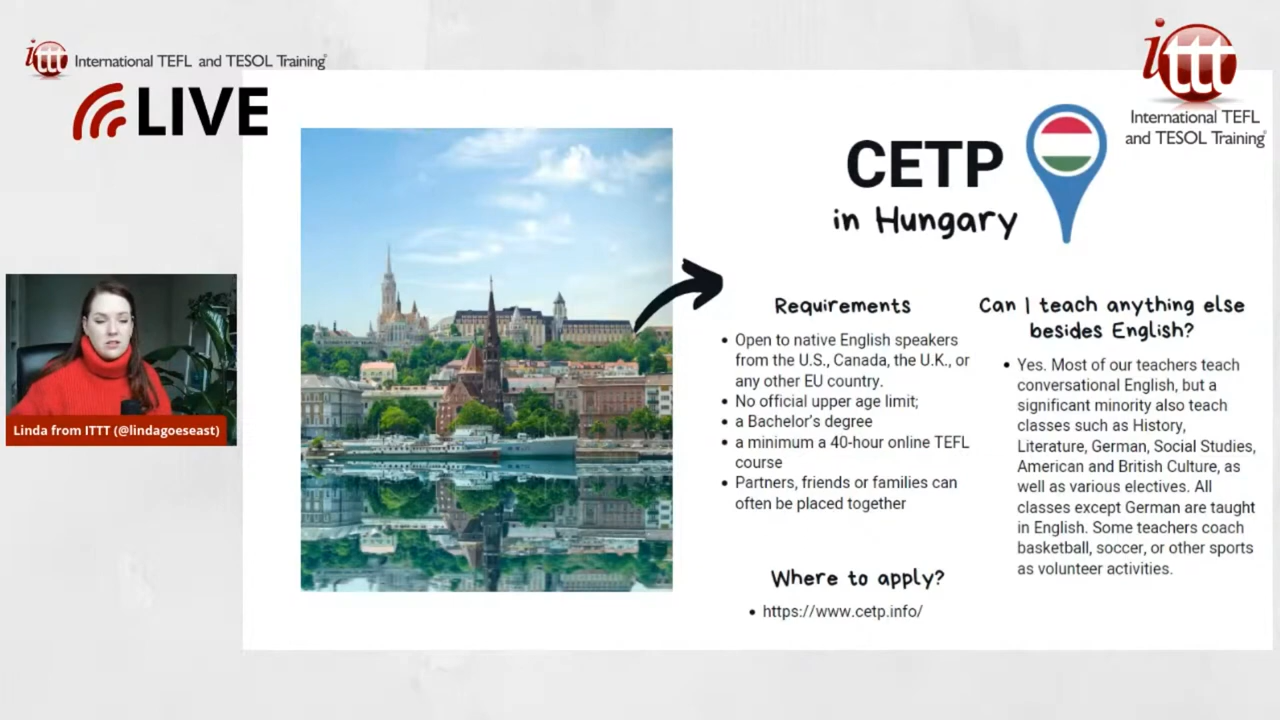 ittt International TEFL and TESOL Training
LIVE
ittt
International TEFL
and TESOL Training
CETP
in Hungary
Linda from ITTT (@lindagoeseast)
Requirements
• Open to native English speakers
from the U.S., Canada, the U.K., or
any other EU country.
• No official upper age limit;
• a Bachelor's degree
• a minimum a 40-hour online TEFL
course
• Partners, friends or families can
often be placed together
Where to apply?
• https://www.cetp.info/
Can I teach anything else
besides English?
• Yes. Most of our teachers teach
conversational English, but a
significant minority also teach
classes such as History,
Literature, German, Social Studies,
American and British Culture, as
well as various electives. All
classes except German are taught
in English. Some teachers coach
basketball, soccer, or other sports
as volunteer activities.